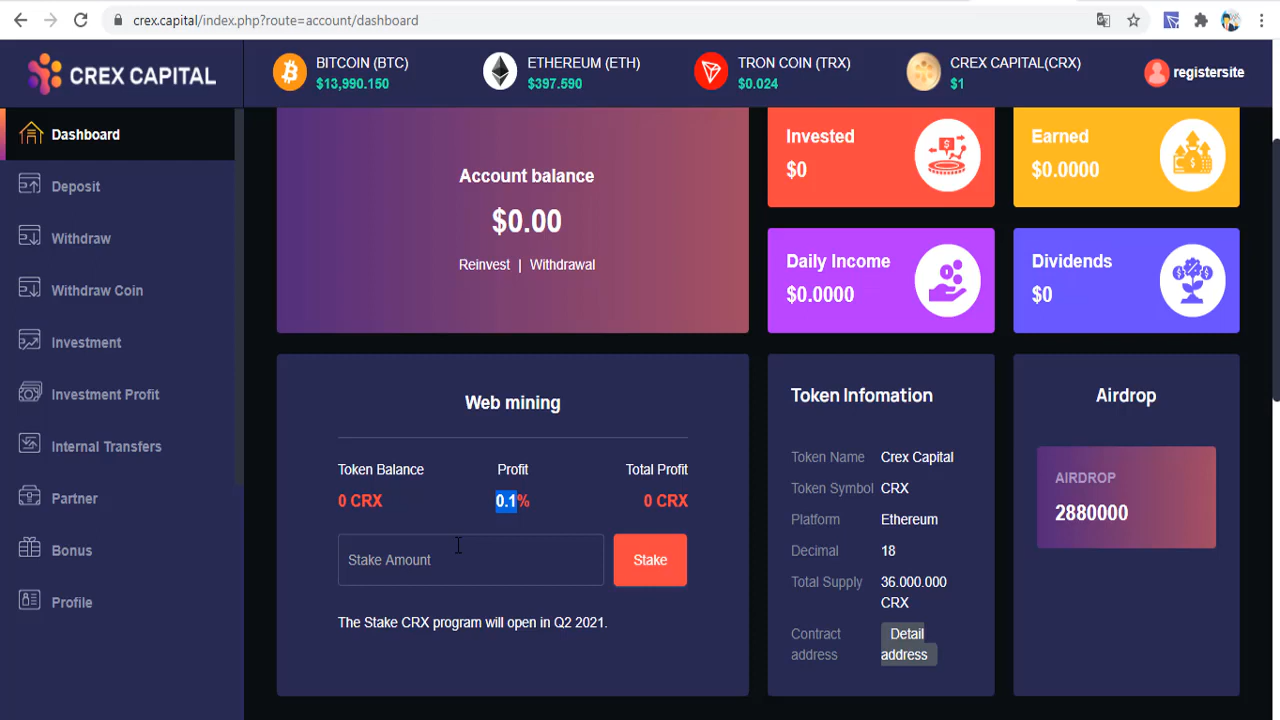 crex.capital/index.php?route=account/dashboard
CREX CAPITAL
BITCOIN (BTC)
$13,990.150
ETHEREUM (ETH)
$397.590
TRON COIN (TRX)
$0.024
CREX CAPITAL(CRX)
$1
registersite
Dashboard
Deposit
Withdraw
Withdraw Coin
Investment
Investment Profit
Internal Transfers
Partner
Bonus
Profile
Account balance
$0.00
Reinvest | Withdrawal
Invested
$0
Earned
$0.0000
Daily Income
$0.0000
Dividends
$0
Web mining
Token Balance Profit Total Profit
0 CRX 0.1% 0 CRX
Stake Amount
Stake
The Stake CRX program will open in Q2 2021.
Token Infomation
Token Name Crex Capital
Token Symbol CRX
Platform Ethereum
Decimal 18
Total Supply 36.000.000
CRX
Contract Detail
address address
Airdrop
AIRDROP
2880000